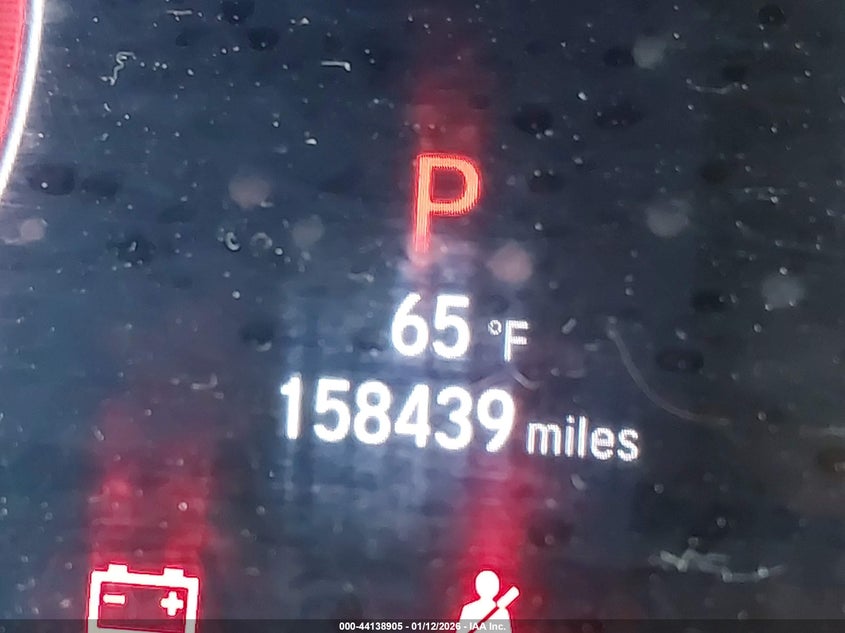 P
65 °F
158439 miles
000-44138905 - 01/12/2026 - IAA Inc.